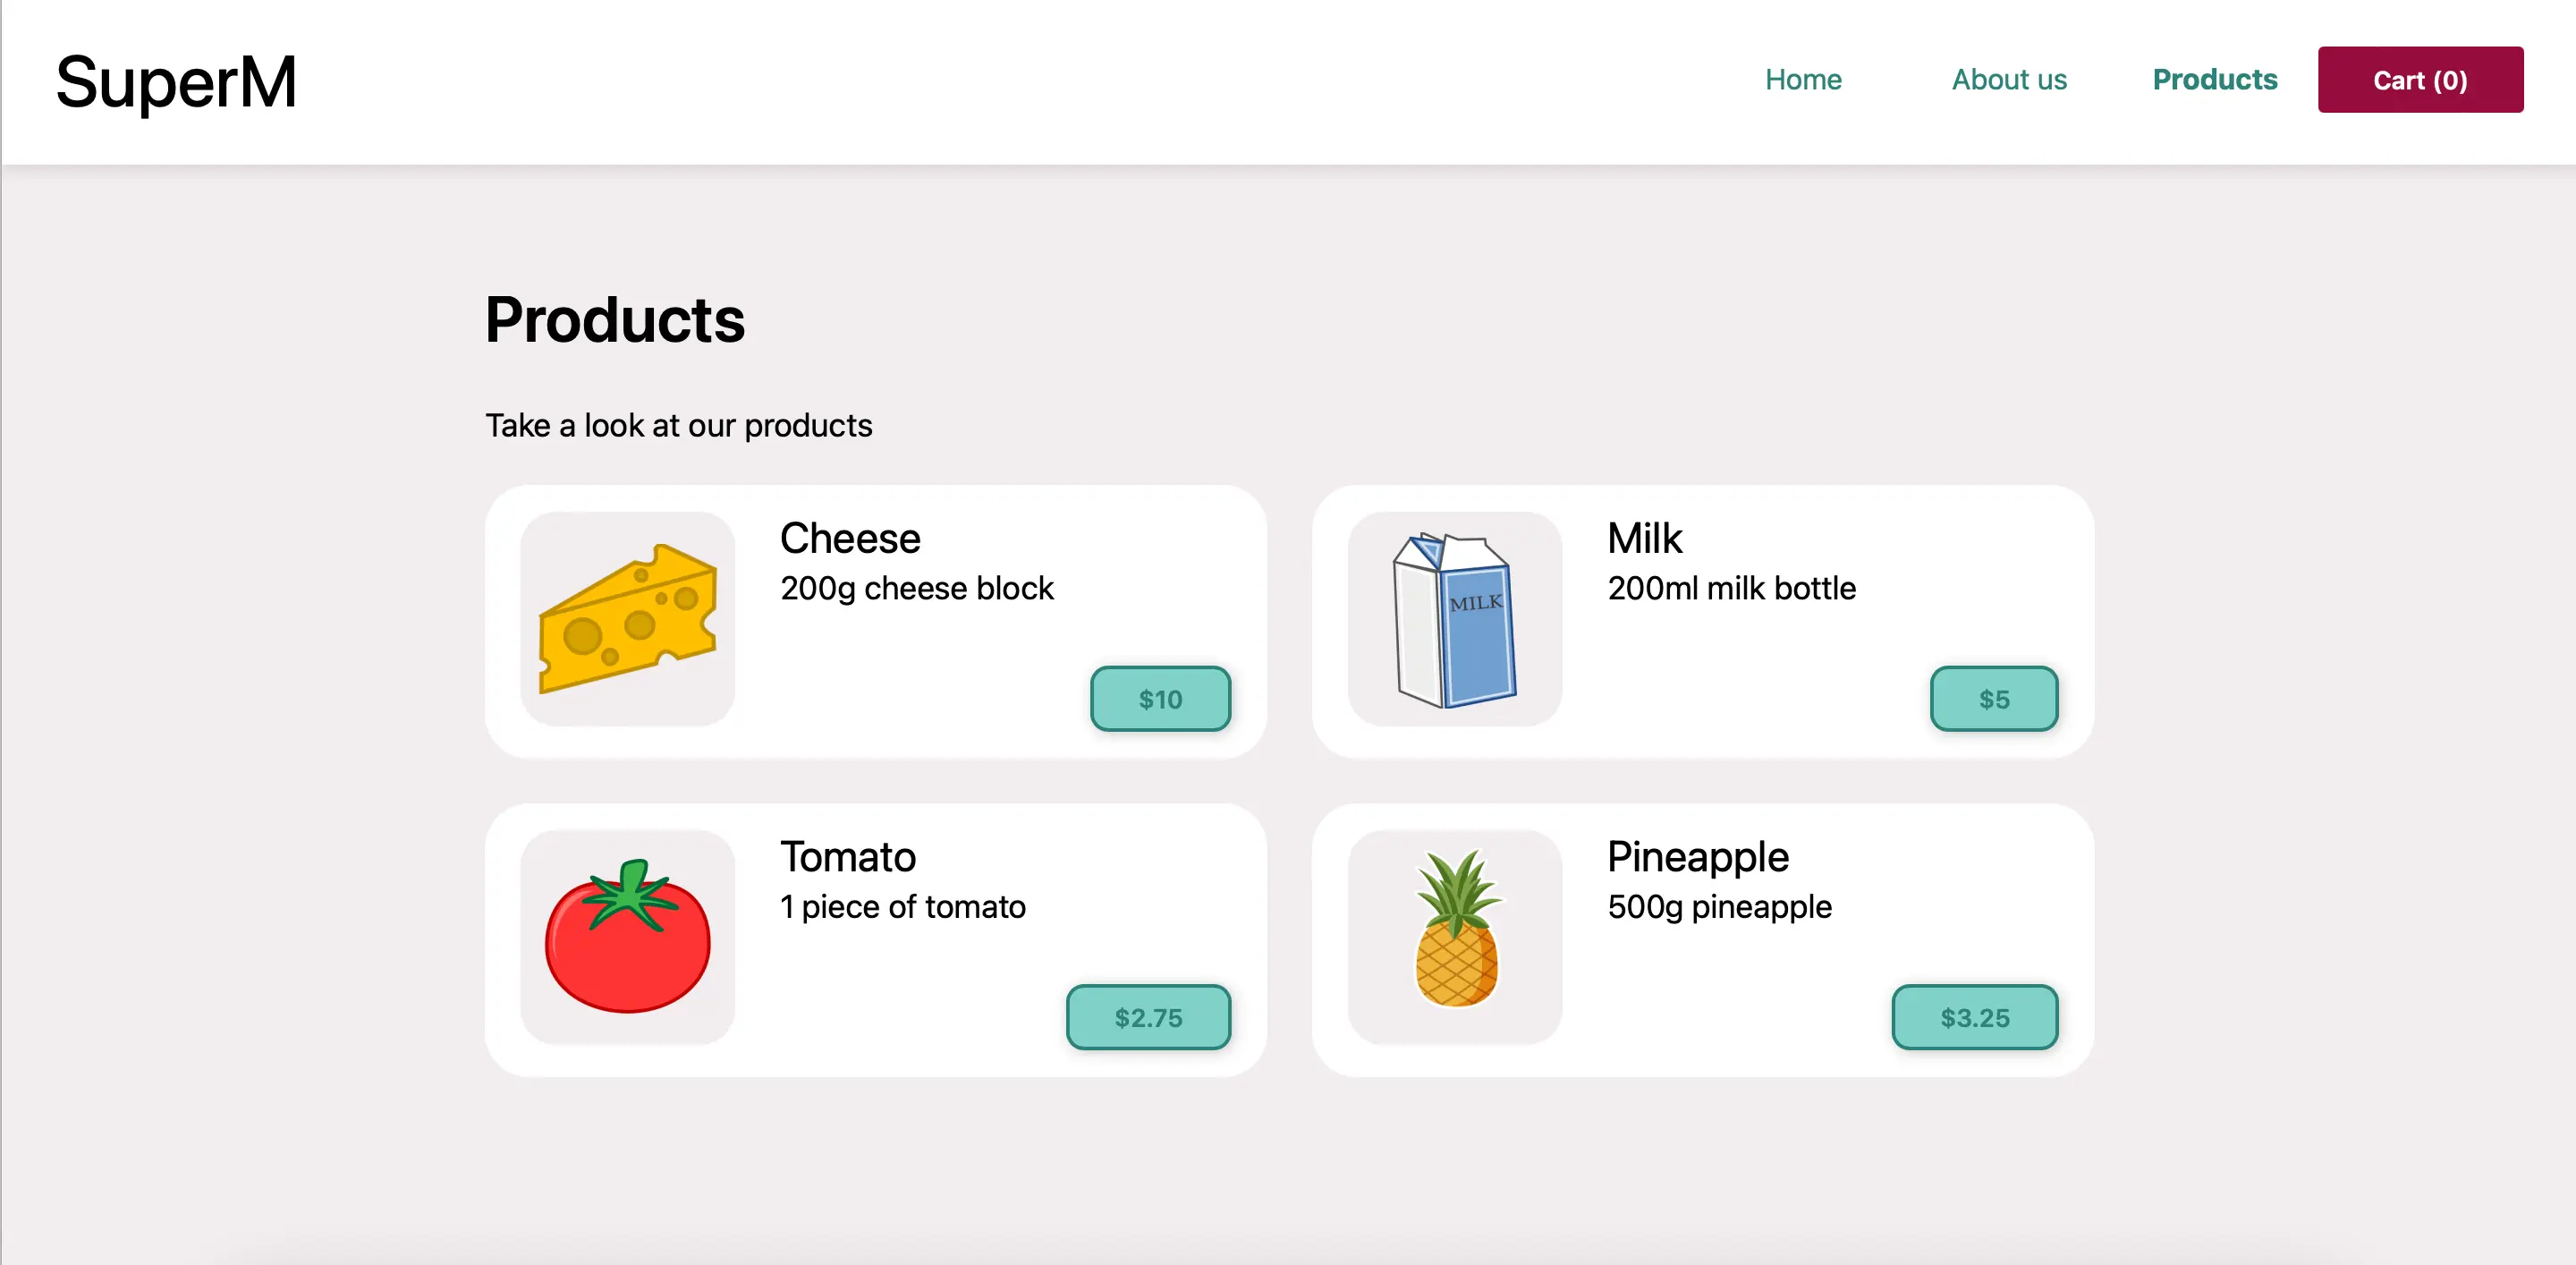 SuperM
Home
About us
Products
Cart (0)
Products
Take a look at our products
Cheese
200g cheese block
$10
Milk
200ml milk bottle
MILK
$5
Tomato
1 piece of tomato
$2.75
Pineapple
500g pineapple
$3.25